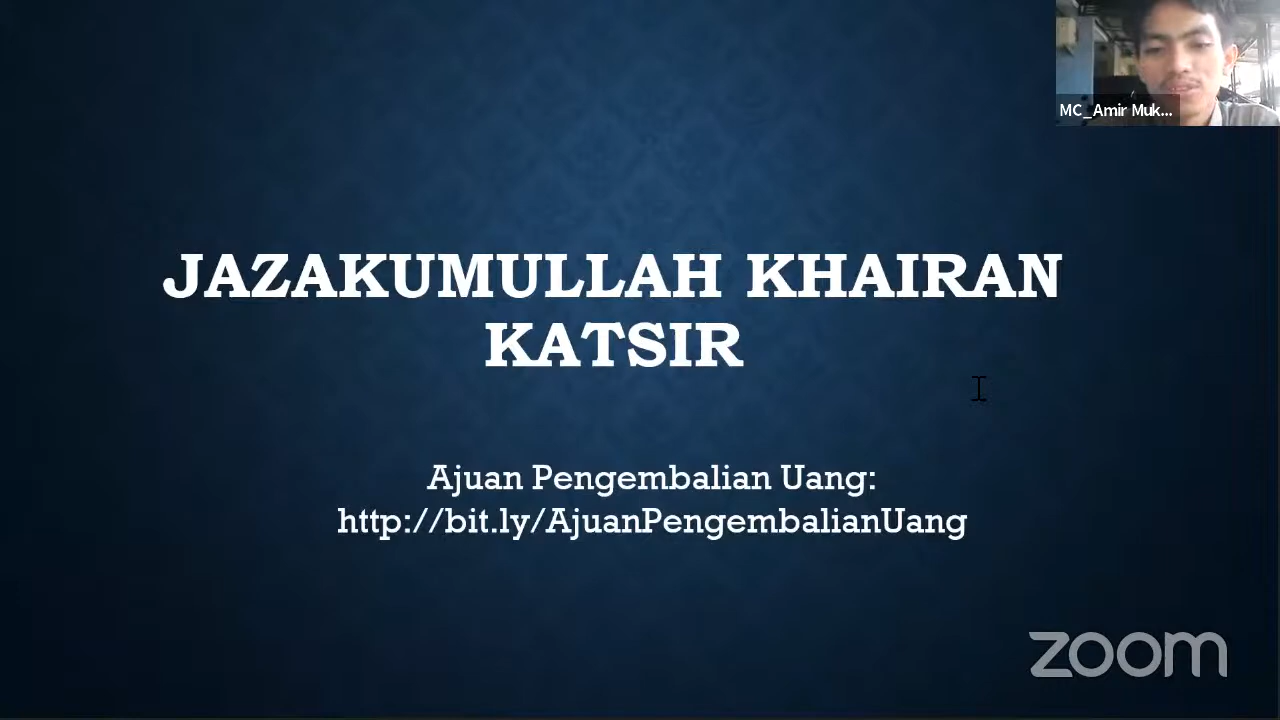 MC_Amir Muk...
JAZAKUMULLAH KHAIRAN
KATSIR
Ajuan Pengembalian Uang:
http://bit.ly/AjuanPengembalianUang
zoom